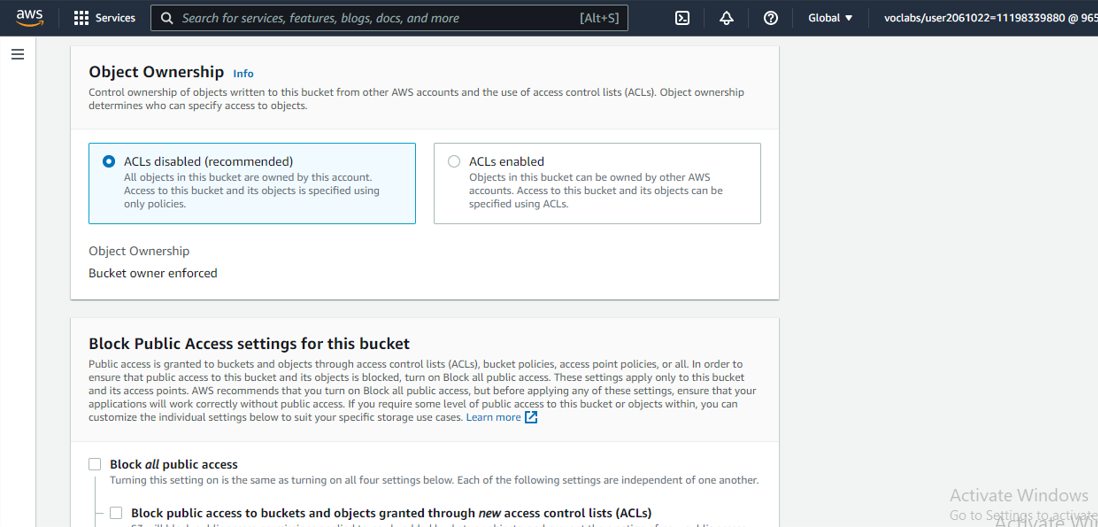 aws Services Search for services, features, blogs, docs, and more [Alt+S] Global ▼ voclabs/user2061022=11198339880 @ 965
Object Ownership Info
Control ownership of objects written to this bucket from other AWS accounts and the use of access control lists (ACLs). Object ownership
determines who can specify access to objects.
ACLs disabled (recommended)
All objects in this bucket are owned by this account.
Access to this bucket and its objects is specified using
only policies.
ACLs enabled
Objects in this bucket can be owned by other AWS
accounts. Access to this bucket and its objects can be
specified using ACLs.
Object Ownership
Bucket owner enforced
Block Public Access settings for this bucket
Public access is granted to buckets and objects through access control lists (ACLs), bucket policies, access point policies, or all. In order to
ensure that public access to this bucket and its objects is blocked, turn on Block all public access. These settings apply only to this bucket
and its access points. AWS recommends that you turn on Block all public access, but before applying any of these settings, ensure that your
applications will work correctly without public access. If you require some level of public access to this bucket or objects within, you can
customize the individual settings below to suit your specific storage use cases. Learn more
Block all public access
Turning this setting on is the same as turning on all four settings below. Each of the following settings are independent of one another.
Block public access to buckets and objects granted through new access control lists (ACLs)
Activate Windows
Go to Settings to activate
Activate Wi